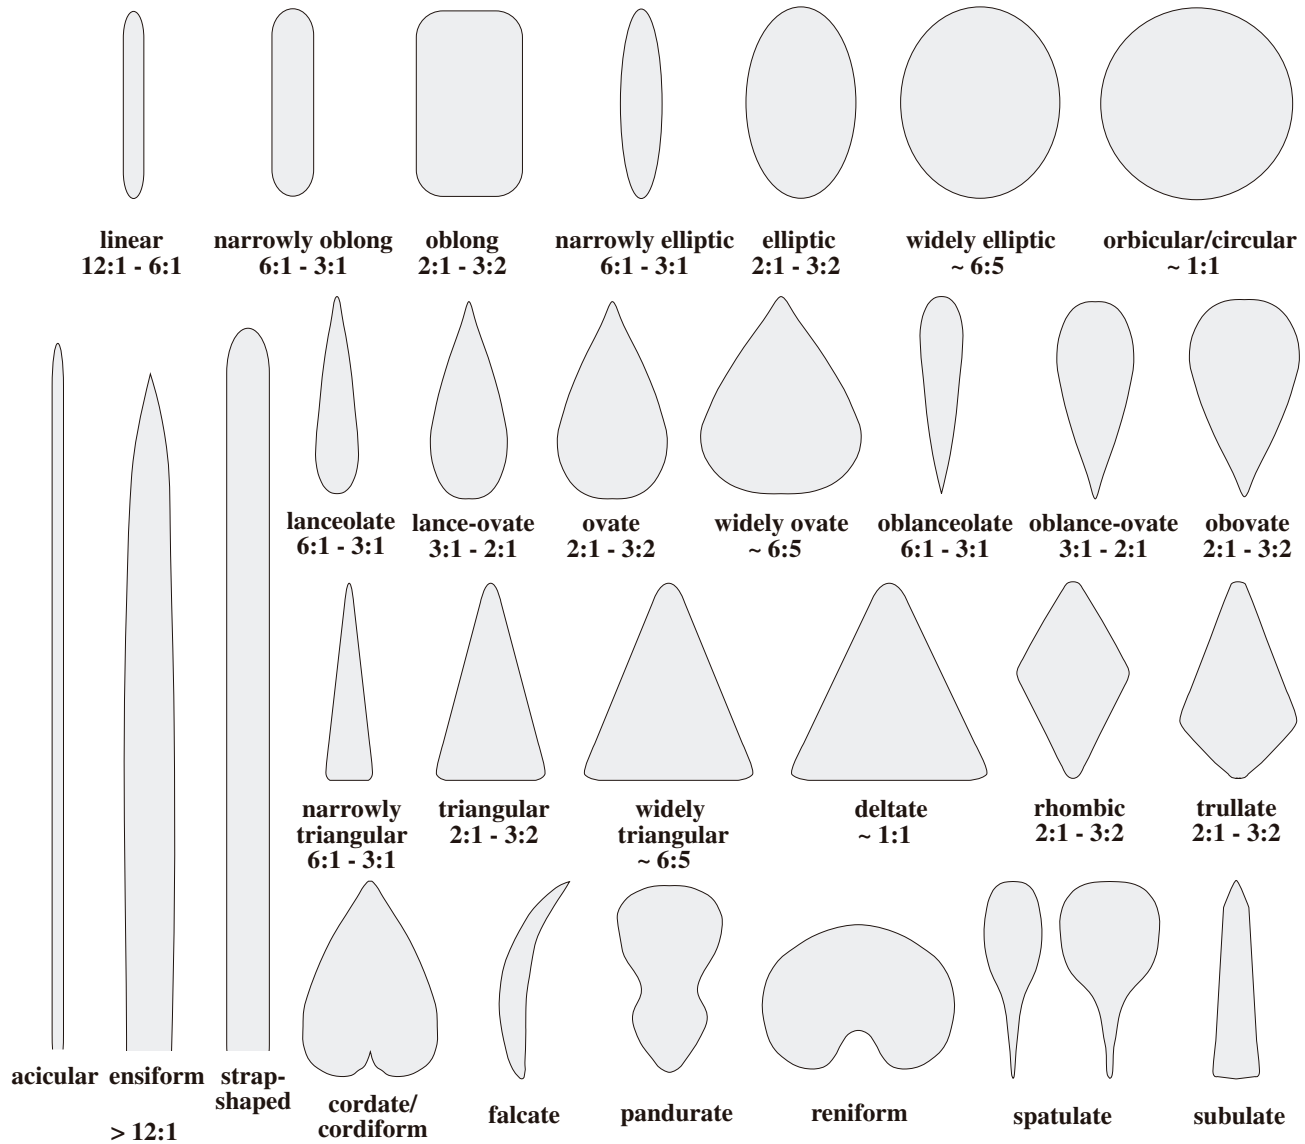 linear
12:1 - 6:1
narrowly oblong
6:1 - 3:1
oblong
2:1 - 3:2
narrowly elliptic
6:1 - 3:1
elliptic
2:1 - 3:2
widely elliptic
~ 6:5
orbicular/circular
~ 1:1
lanceolate
6:1 - 3:1
lance-ovate
3:1 - 2:1
ovate
2:1 - 3:2
widely ovate
~ 6:5
oblanceolate
6:1 - 3:1
oblance-ovate
3:1 - 2:1
obovate
2:1 - 3:2
narrowly
triangular
6:1 - 3:1
triangular
2:1 - 3:2
widely
triangular
~ 6:5
deltate
~ 1:1
rhombic
2:1 - 3:2
trullate
2:1 - 3:2
acicular
ensiform
strap-
shaped
> 12:1
cordate/
cordiform
falcate
pandurate
reniform
spatulate
subulate